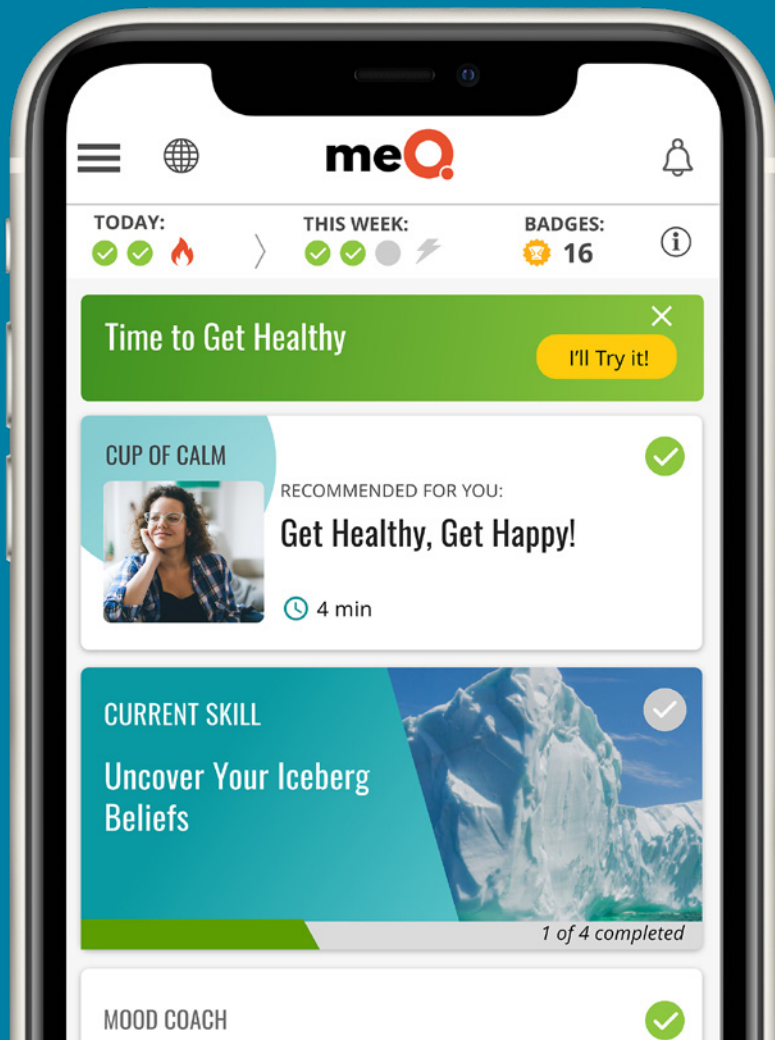 meQ
TODAY:
THIS WEEK:
BADGES:
16
Time to Get Healthy
I'll Try it!
CUP OF CALM
RECOMMENDED FOR YOU:
Get Healthy, Get Happy!
4 min
CURRENT SKILL
Uncover Your Iceberg
Beliefs
1 of 4 completed
MOOD COACH